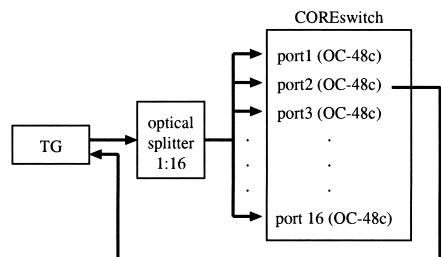 COREswitch
port1 (OC-48c)
port2 (OC-48c)
port3 (OC-48c)
port 16 (OC-48c)
optical
splitter
1:16
TG